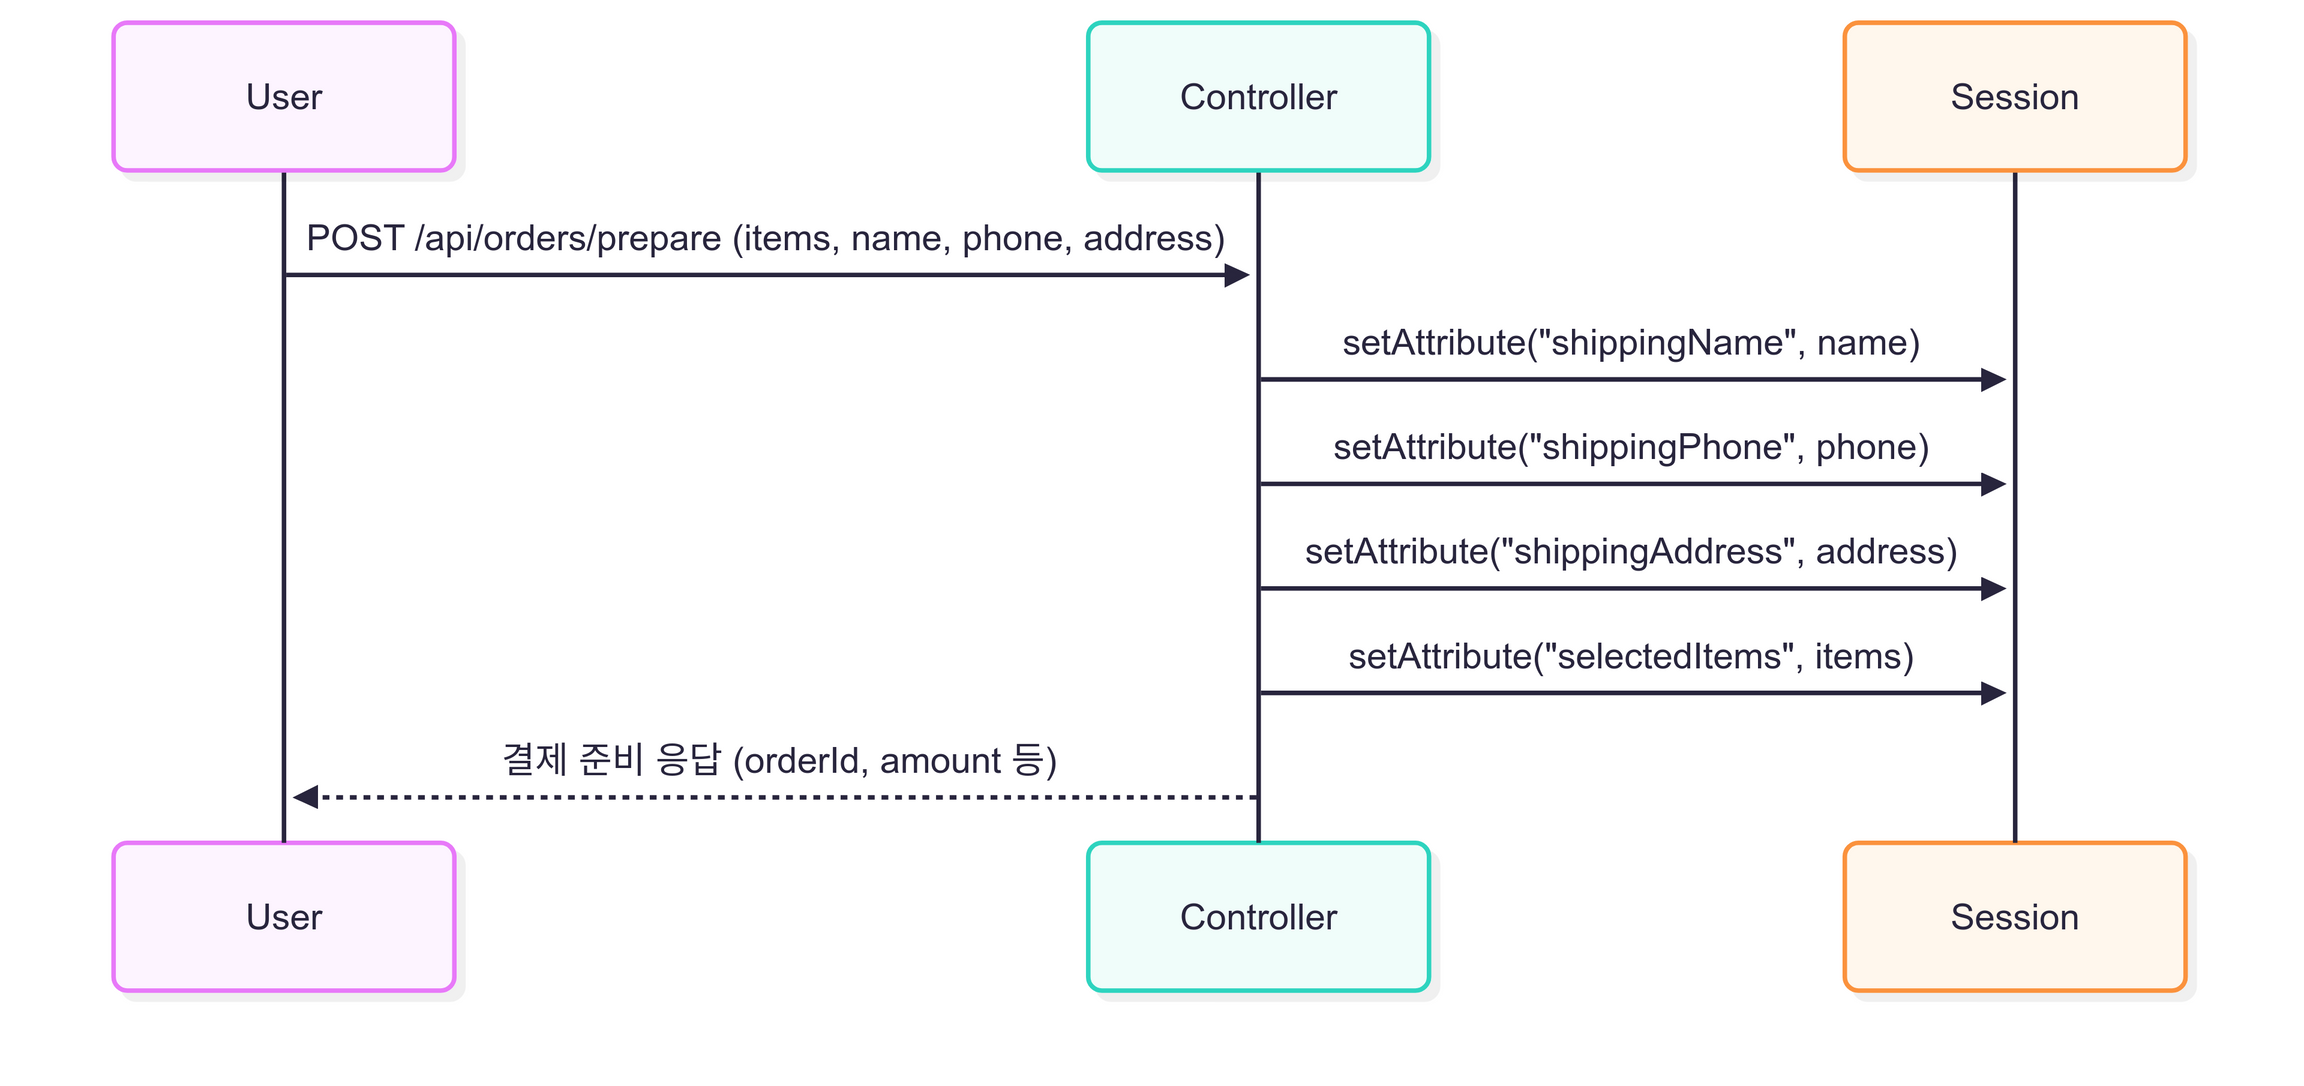 User
Controller
Session
POST /api/orders/prepare (items, name, phone, address)
setAttribute("shippingName", name)
setAttribute("shippingPhone", phone)
setAttribute("shippingAddress", address)
setAttribute("selectedItems", items)
결제 준비 응답 (orderId, amount 등)
User
Controller
Session